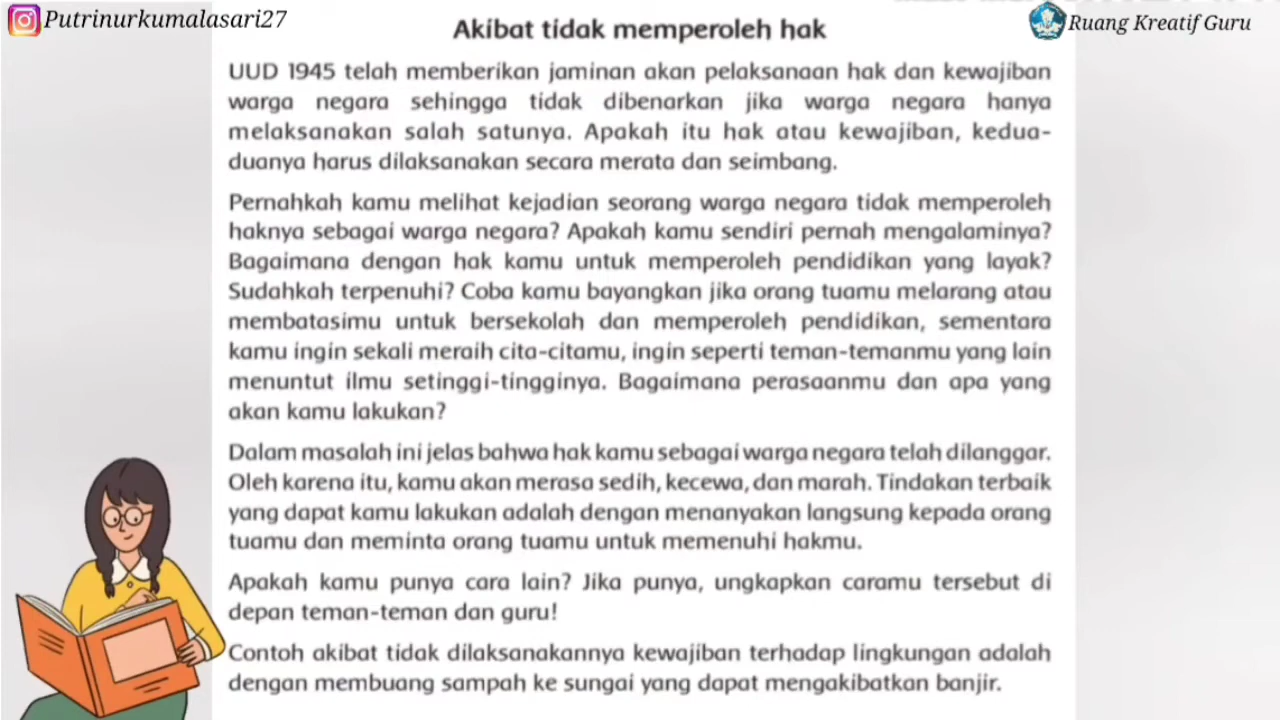 Putrinurkumalasari27
Ruang Kreatif Guru
Akibat tidak memperoleh hak
UUD 1945 telah memberikan jaminan akan pelaksanaan hak dan kewajiban
warga negara sehingga tidak dibenarkan jika warga negara hanya
melaksanakan salah satunya. Apakah itu hak atau kewajiban, kedua-
duanya harus dilaksanakan secara merata dan seimbang.
Pernahkah kamu melihat kejadian seorang warga negara tidak memperoleh
haknya sebagai warga negara? Apakah kamu sendiri pernah mengalaminya?
Bagaimana dengan hak kamu untuk memperoleh pendidikan yang layak?
Sudahkah terpenuhi? Coba kamu bayangkan jika orang tuamu melarang atau
membatasimu untuk bersekolah dan memperoleh pendidikan, sementara
kamu ingin sekali meraih cita-citamu, ingin seperti teman-temanmu yang lain
menuntut ilmu setinggi-tingginya. Bagaimana perasaanmu dan apa yang
akan kamu lakukan?
Dalam masalah ini jelas bahwa hak kamu sebagai warga negara telah dilanggar.
Oleh karena itu, kamu akan merasa sedih, kecewa, dan marah. Tindakan terbaik
yang dapat kamu lakukan adalah dengan menanyakan langsung kepada orang
tuamu dan meminta orang tuamu untuk memenuhi hakmu.
Apakah kamu punya cara lain? Jika punya, ungkapkan caramu tersebut di
depan teman-teman dan guru!
Contoh akibat tidak dilaksanakannya kewajiban terhadap lingkungan adalah
dengan membuang sampah ke sungai yang dapat mengakibatkan banjir.